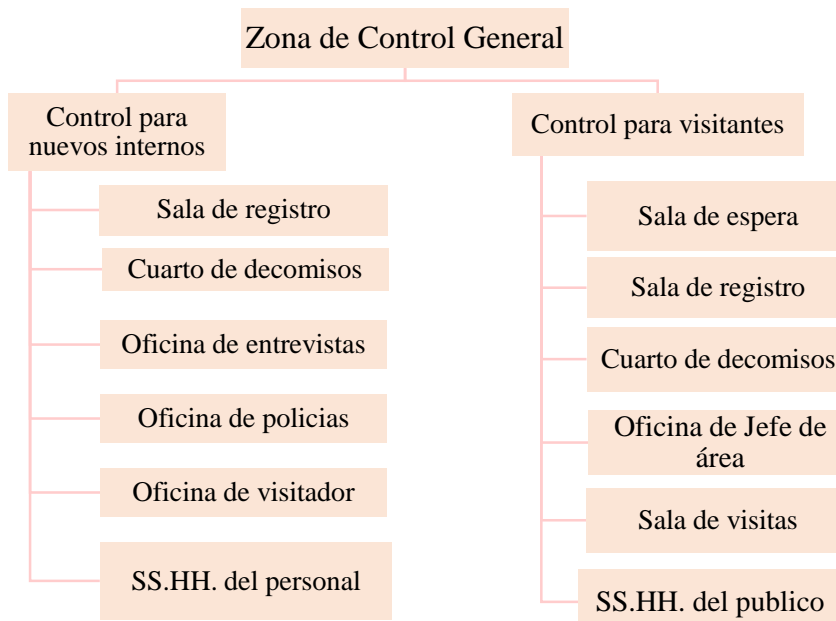 Zona de Control General
Control para
nuevos internos
Sala de registro
Cuarto de decomisos
Oficina de entrevistas
Oficina de policias
Oficina de visitador
SS.HH. del personal
Control para visitantes
Sala de espera
Sala de registro
Cuarto de decomisos
Oficina de Jefe de
área
Sala de visitas
SS.HH. del publico